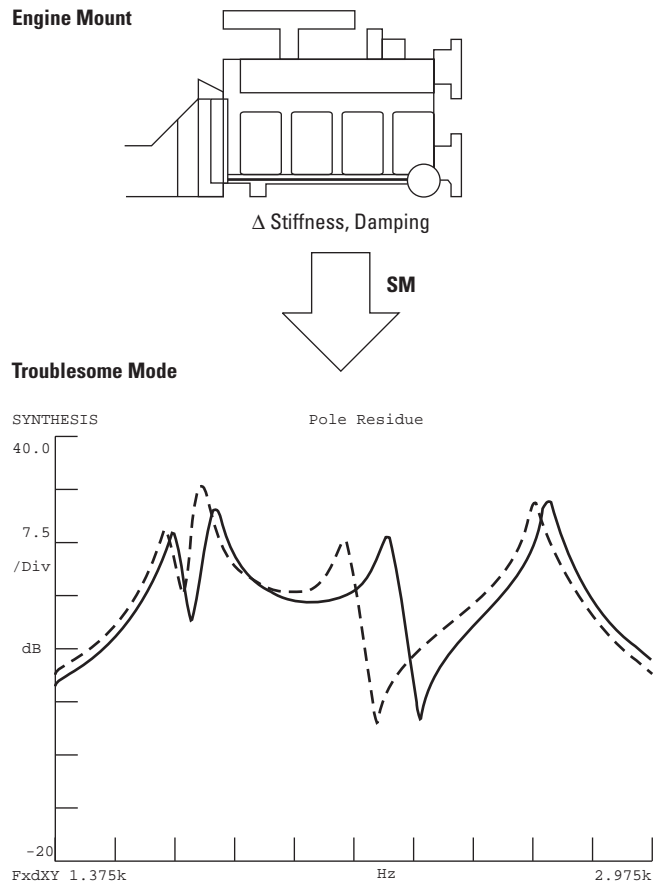 Engine Mount
Δ Stiffness, Damping
SM
Troublesome Mode
SYNTHESIS Pole Residue
40.0
7.5
/Div
dB
-20
FxdXY 1.375k Hz 2.975k